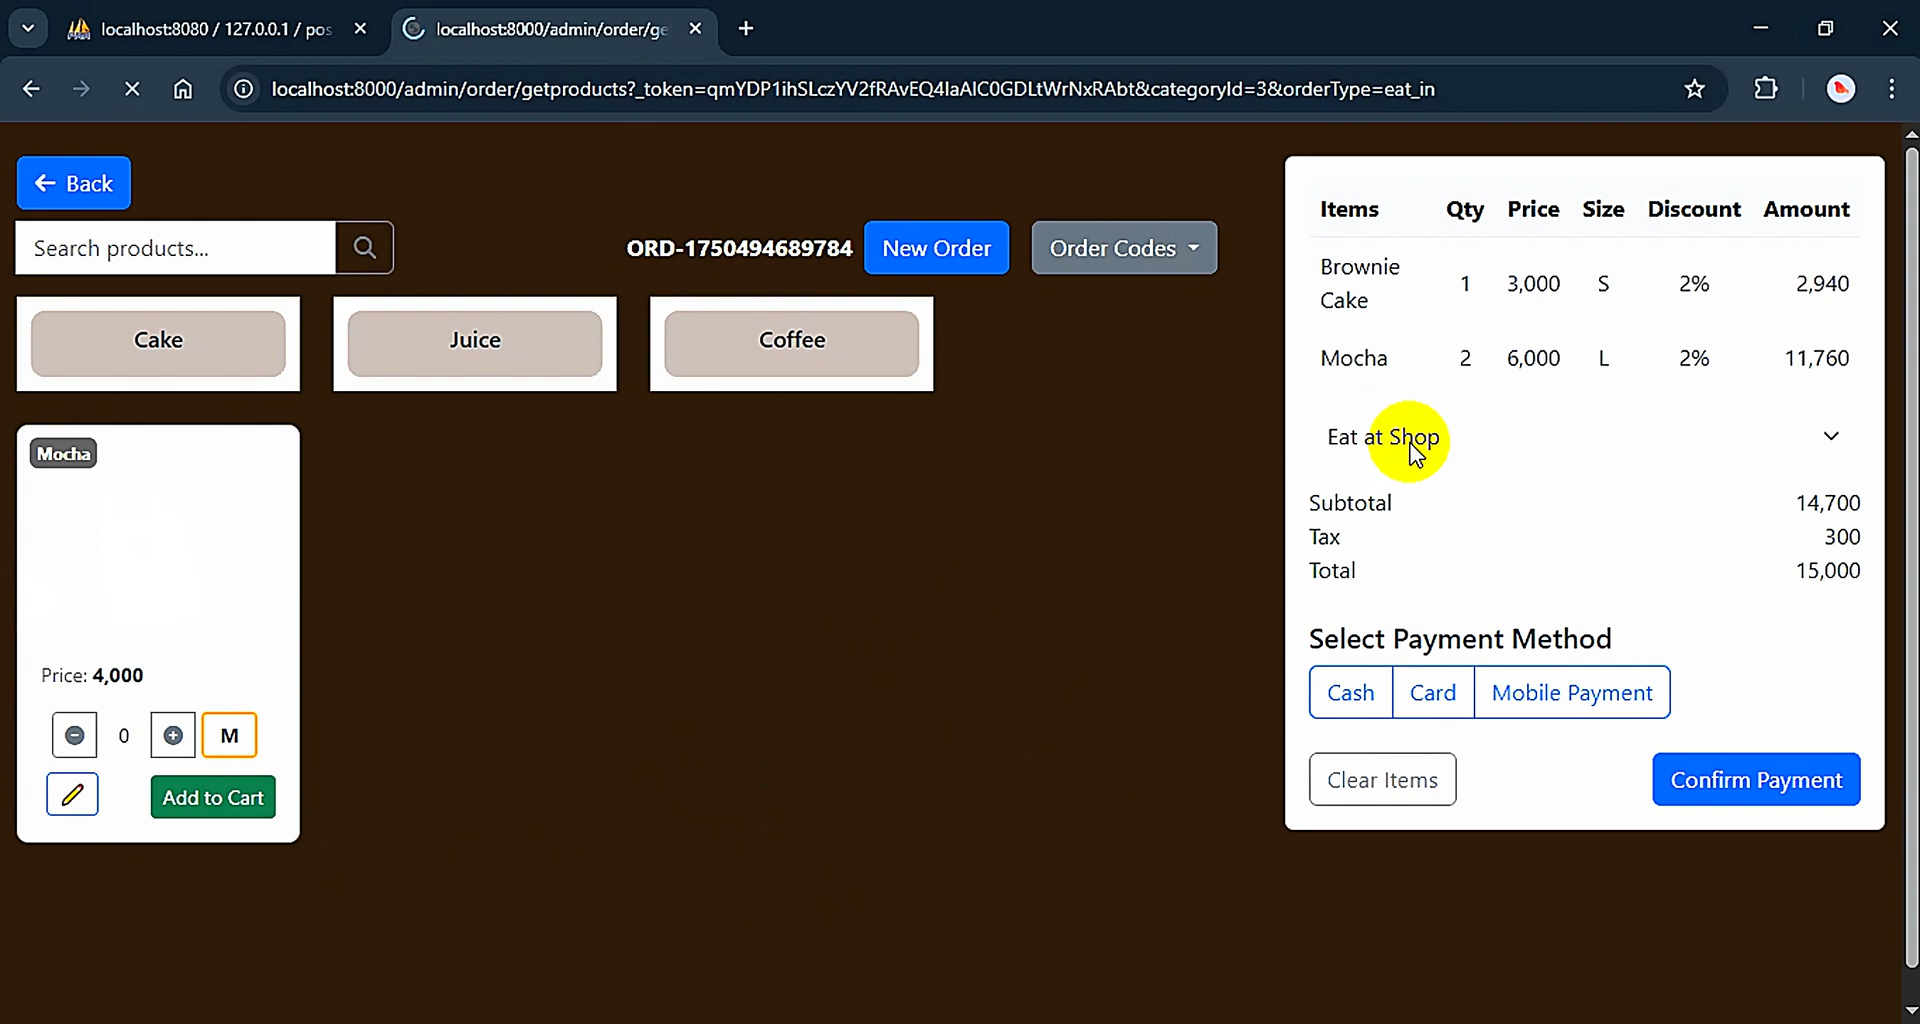 localhost:8080 / 127.0.0.1 / pos
localhost:8000/admin/order/ge
localhost:8000/admin/order/getproducts?_token=qmYDP1ihSLczYV2fRAvEQ4IaAIC0GDLtWrNxRAbt&categoryId=3&orderType=eat_in
Back
Search products...
ORD-1750494689784
New Order
Order Codes
Cake
Juice
Coffee
Mocha
Price: 4,000
0
M
Add to Cart
Items Qty Price Size Discount Amount
Brownie
Cake
1 3,000 S 2% 2,940
Mocha 2 6,000 L 2% 11,760
Eat at Shop
Subtotal 14,700
Tax 300
Total 15,000
Select Payment Method
Cash Card Mobile Payment
Clear Items
Confirm Payment